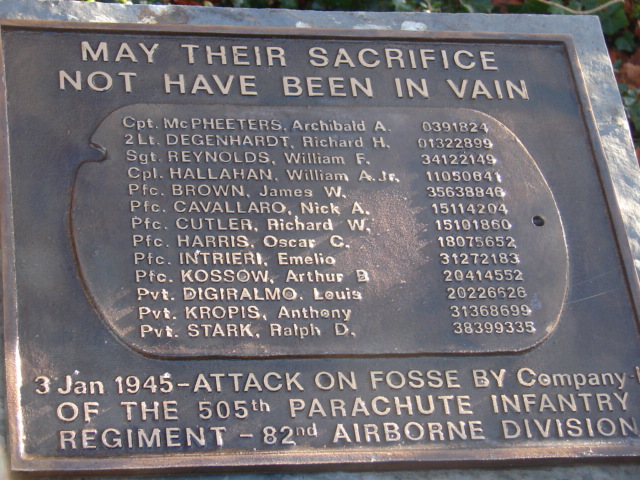 MAY THEIR SACRIFICE
NOT HAVE BEEN IN VAIN
Cpt. McPHEETERS, Archibald A. 0391824
2Lt. DEGENHARDT, Richard H. 01322899
Sgt. REYNOLDS, William F. 34122149
Cpl. HALLAHAN, William A.Jr. 11050641
Pfc. BROWN, James W. 35638846
Pfc. CAVALLARO, Nick A. 15114204
Pfc. CUTLER, Richard W. 15101860
Pfc. HARRIS, Oscar C. 18075652
Pfc. INTRIERI, Emelio 31272183
Pfc. KOSSOW, Arthur B 20414552
Pvt. DIGIRALMO. Louis 20226626
Pvt. KROPIS, Anthony 31368699
Pvt. STARK, Ralph D. 38399335
3 Jan 1945-ATTACK ON FOSSE BY Company-
OF THE 505th PARACHUTE INFANTRY
REGIMENT - 82nd AIRBORNE DIVISION